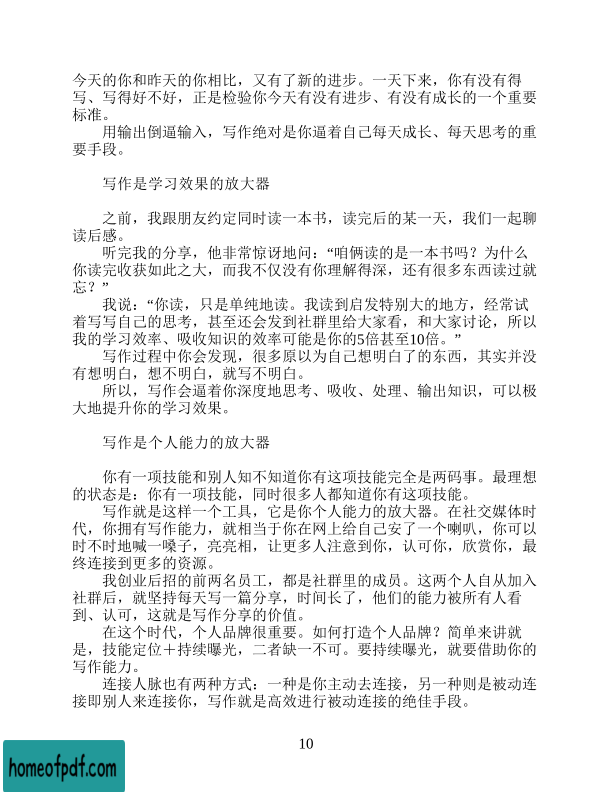 今天的你和昨天的你相比，又有了新的进步。一天下来，你有没有得
写、写得好不好，正是检验你今天有没有进步、有没有成长的一个重要
标准。
用输出倒逼输入，写作绝对是你逼着自己每天成长、每天思考的重
要手段。
写作是学习效果的放大器
之前，我跟朋友约定同时读一本书，读完后的某一天，我们一起聊
读后感。
听完我的分享，他非常惊讶地问：“咱俩读的是一本书吗？为什么
你读完收获如此之大，而我不仅没有你理解得深，还有很多东西读过就
忘？”
我说：“你读，只是单纯地读。我读到启发特别大的地方，经常试
着写写自己的思考，甚至还会发到社群里给大家看，和大家讨论，所以
我的学习效率、吸收知识的效率可能是你的5倍甚至10倍。”
写作过程中你会发现，很多原以为自己想明白了的东西，其实并没
有想明白，想不明白，就写不明白。
所以，写作会逼着你深度地思考、吸收、处理、输出知识，可以极
大地提升你的学习效果。
写作是个人能力的放大器
你有一项技能和别人知不知道你有这项技能完全是两码事。最理想
的状态是：你有一项技能，同时很多人都知道你有这项技能。
写作就是这样一个工具，它是你个人能力的放大器。在社交媒体时
代，你拥有写作能力，就相当于你在网上给自己安了一个喇叭，你可以
时不时地喊一嗓子，亮亮相，让更多人注意到你，认可你，欣赏你，最
终连接到更多的资源。
我创业后招的前两名员工，都是社群里的成员。这两个人自从加入
社群后，就坚持每天写一篇分享，时间长了，他们的能力被所有人看
到、认可，这就是写作分享的价值。
在这个时代，个人品牌很重要。如何打造个人品牌？简单来讲就
是，技能定位＋持续曝光，二者缺一不可。要持续曝光，就要借助你的
写作能力。
连接人脉也有两种方式：一种是你主动去连接，另一种则是被动连
接即别人来连接你，写作就是高效进行被动连接的绝佳手段。
10
homeofpdf.com